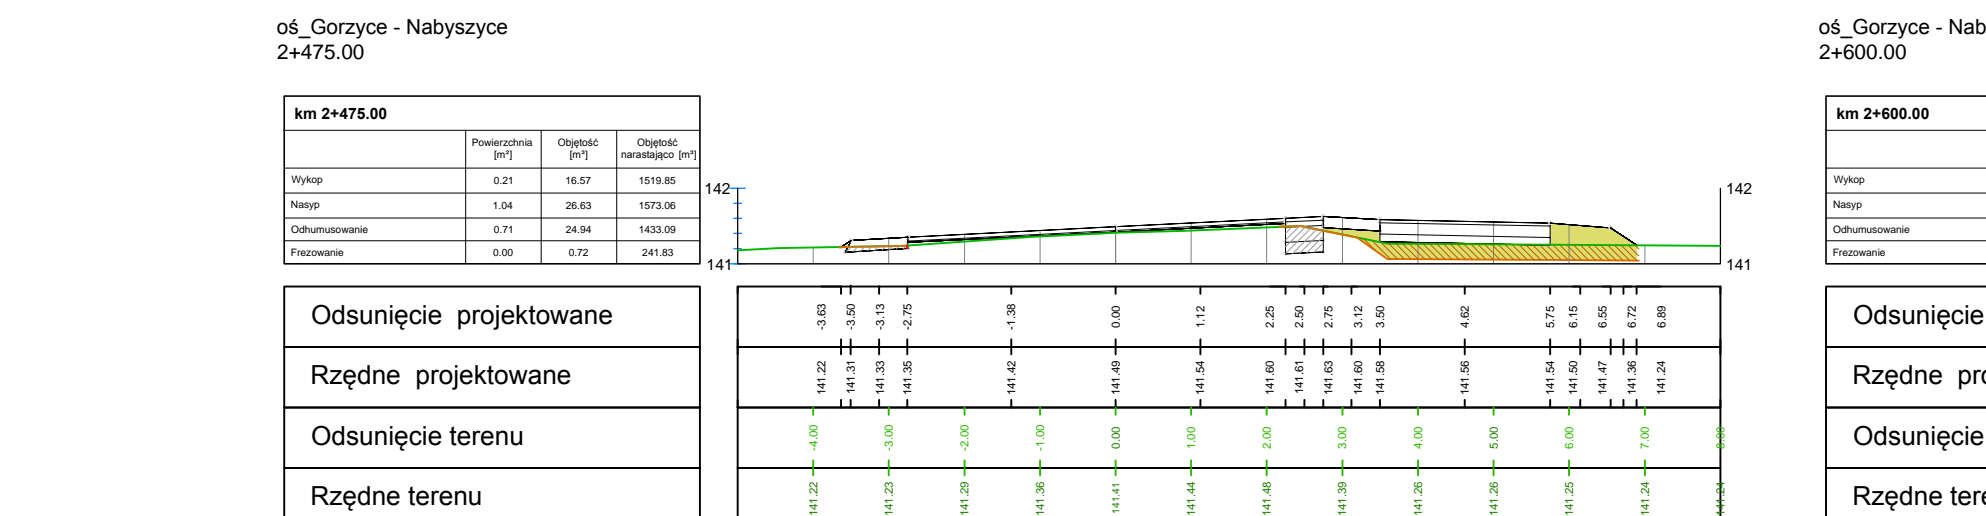 oś_Gorzyce - Nabyszyce
2+475.00
km 2+475.00
Powierzchnia [m²] Objętość [m³] Objętość narastająco [m³]
Wykop 0.21 16.57 1519.85
Nasyp 1.04 26.63 1573.06
Odhumusowanie 0.71 24.94 1433.09
Frezowanie 0.00 0.72 241.83
142 142
141 141
Odsunięcie projektowane -3.63 -3.50 -3.13 -2.75 -1.38 0.00 1.12 2.25 2.50 2.75 3.12 3.50 4.62 5.75 6.15 6.55 6.72 6.89
Rzędne projektowane 141.22 141.31 141.33 141.35 141.42 141.49 141.54 141.60 141.61 141.63 141.60 141.58 141.56 141.54 141.50 141.47 141.36 141.24
Odsunięcie terenu -4.00 -3.00 -2.00 -1.00 0.00 1.00 2.00 3.00 4.00 5.00 6.00 7.00 8.00
Rzędne terenu 141.22 141.23 141.29 141.36 141.41 141.44 141.48 141.39 141.26 141.26 141.25 141.24 141.24
oś_Gorzyce - Nab
2+600.00
km 2+600.00
Wykop
Nasyp
Odhumusowanie
Frezowanie
Odsunięcie
Rzędne pro
Odsunięcie
Rzędne tere